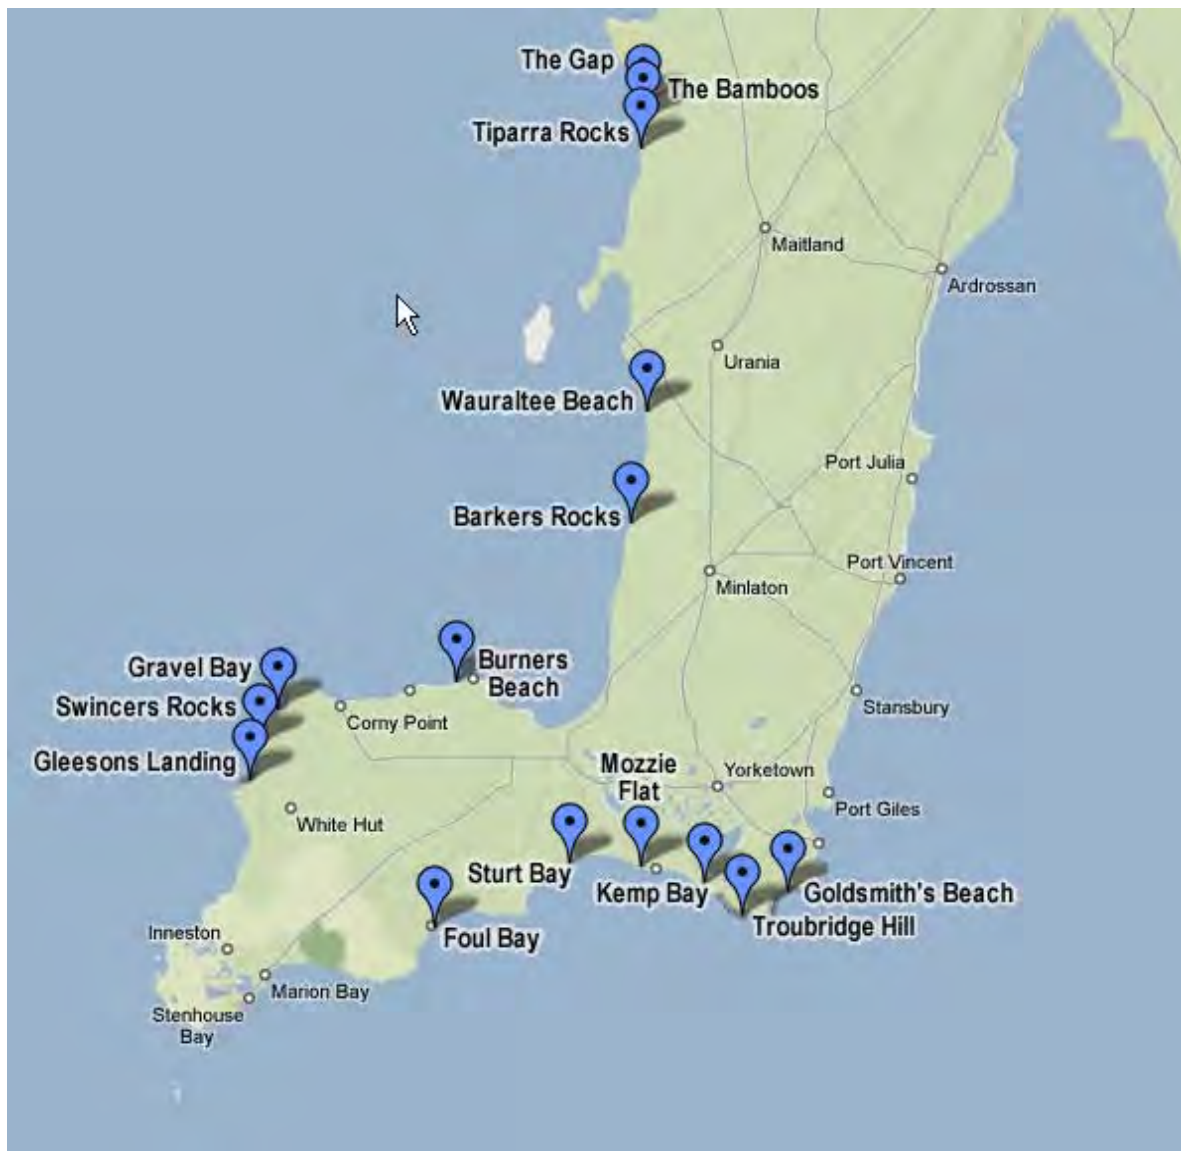 The Gap
The Bamboos
Tiparra Rocks
Maitland
Ardrossan
Urania
Wauraltee Beach
Port Julia
Barkers Rocks
Port Vincent
Minlaton
Gravel Bay
Burners
Beach
Swincers Rocks
Corny Point
Stansbury
Gleesons Landing
Mozzie
Flat
Yorketown
Port Giles
White Hut
Sturt Bay
Kemp Bay
Goldsmith's Beach
Troubridge Hill
Foul Bay
Inneston
Marion Bay
Stenhouse
Bay